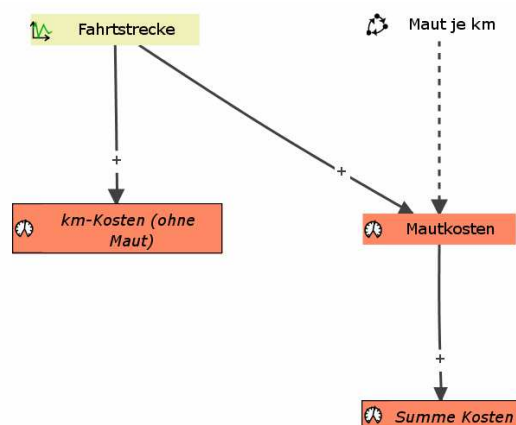 Fahrtstrecke
Maut je km
+
+
km-Kosten (ohne
Maut)
Mautkosten
+
Summe Kosten